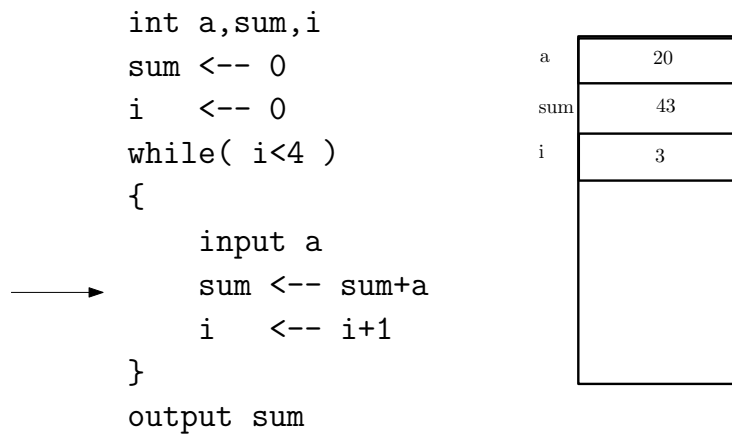 int a,sum,i
sum <-- 0
i <-- 0
while( i<4 )
{
input a
sum <-- sum+a
i <-- i+1
}
output sum
a 20
sum 43
i 3